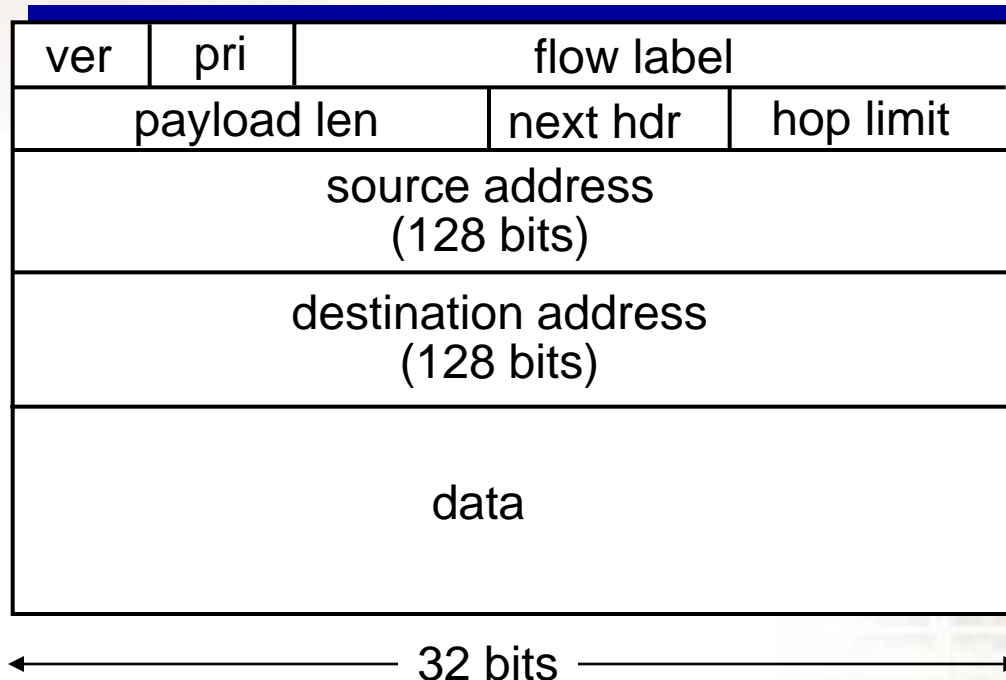 ver pri flow label
payload len next hdr hop limit
source address
(128 bits)
destination address
(128 bits)
data
32 bits